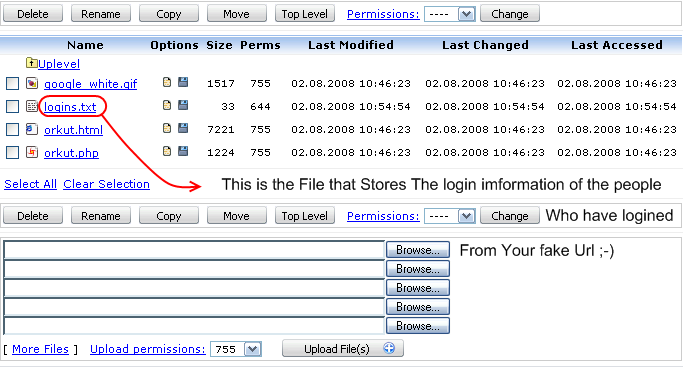 Delete Rename Copy Move Top Level Permissions: ---- Change
Name Options Size Perms Last Modified Last Changed Last Accessed
Uplevel
google_white.gif 1517 755 02.08.2008 10:46:23 02.08.2008 10:46:23 02.08.2008 10:46:23
logins.txt 33 644 02.08.2008 10:54:54 02.08.2008 10:54:54 02.08.2008 10:54:54
orkut.html 7221 755 02.08.2008 10:46:23 02.08.2008 10:46:23 02.08.2008 10:46:23
orkut.php 1224 755 02.08.2008 10:46:23 02.08.2008 10:46:23 02.08.2008 10:46:23
Select All Clear Selection This is the File that Stores The login imformation of the people
Delete Rename Copy Move Top Level Permissions: ---- Change Who have logined
Browse... From Your fake Url ;-)
Browse...
Browse...
Browse...
Browse...
[ More Files ] Upload permissions: 755 Upload File(s)